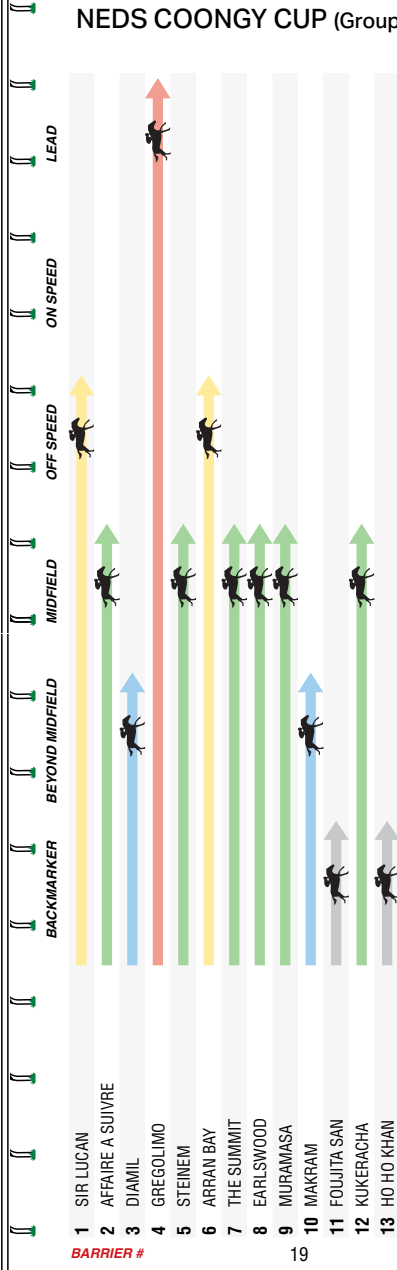 NEDS COONGY CUP (Group
LEAD
ON SPEED
OFF SPEED
MIDFIELD
BEYOND MIDFIELD
BACKMARKER
1 SIR LUCAN
2 AFFAIRE A SUIVRE
3 DIAMIL
4 GREGOLIMO
5 STEINEM
6 ARRAN BAY
7 THE SUMMIT
8 EARLSWOOD
9 MURAMASA
10 MAKRAM
11 FOUJITA SAN
12 KUKERACHA
13 HO HO KHAN
BARRIER #
19